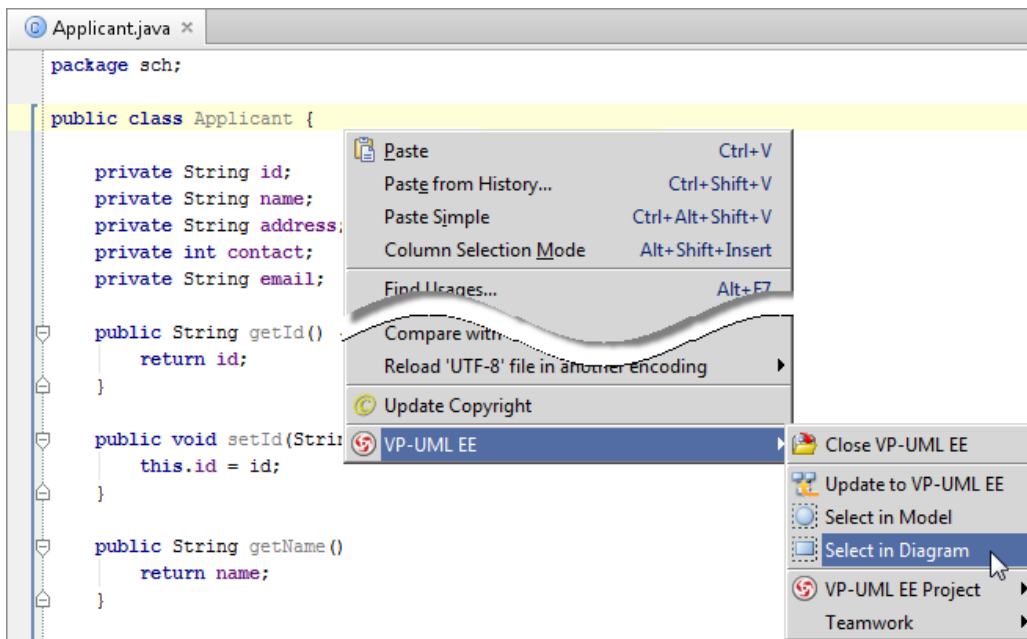 Applicant.java
package sch;
public class Applicant {
private String id;
private String name;
private String address;
private int contact;
private String email;
public String getId()
return id;
}
public void setId(Strin
this.id = id;
}
public String getName()
return name;
}
Paste Ctrl+V
Paste from History... Ctrl+Shift+V
Paste Simple Ctrl+Alt+Shift+V
Column Selection Mode Alt+Shift+Insert
Find Usages... Alt+F7
Compare with
Reload 'UTF-8' file in another encoding
Update Copyright
VP-UML EE
Close VP-UML EE
Update to VP-UML EE
Select in Model
Select in Diagram
VP-UML EE Project
Teamwork